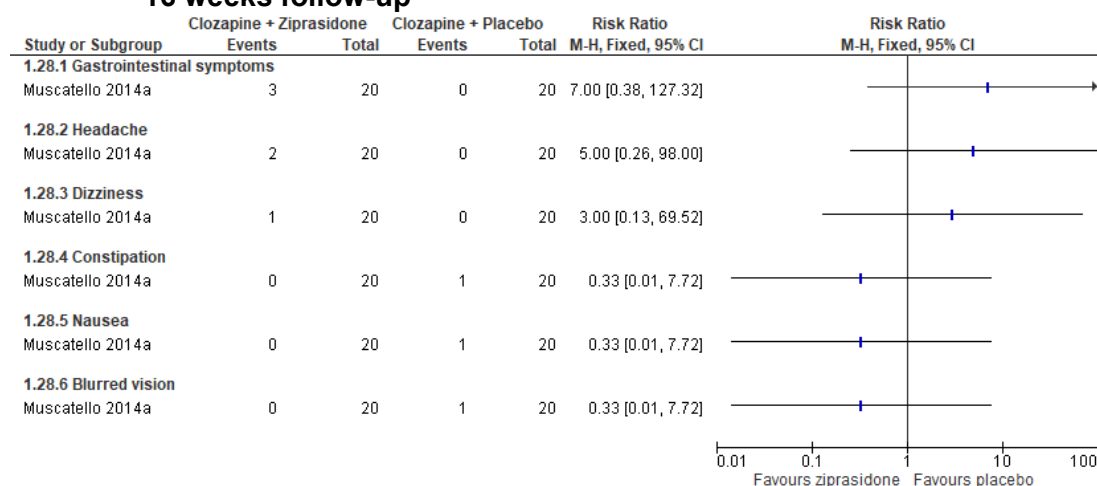 16 weeks follow-up
Clozapine + Ziprasidone Clozapine + Placebo Risk Ratio Risk Ratio
Study or Subgroup Events Total Events Total M-H, Fixed, 95% CI M-H, Fixed, 95% CI
1.28.1 Gastrointestinal symptoms
Muscatello 2014a 3 20 0 20 7.00 [0.38, 127.32]
1.28.2 Headache
Muscatello 2014a 2 20 0 20 5.00 [0.26, 98.00]
1.28.3 Dizziness
Muscatello 2014a 1 20 0 20 3.00 [0.13, 69.52]
1.28.4 Constipation
Muscatello 2014a 0 20 1 20 0.33 [0.01, 7.72]
1.28.5 Nausea
Muscatello 2014a 0 20 1 20 0.33 [0.01, 7.72]
1.28.6 Blurred vision
Muscatello 2014a 0 20 1 20 0.33 [0.01, 7.72]
0.01 0.1 1 10 100
Favours ziprasidone Favours placebo